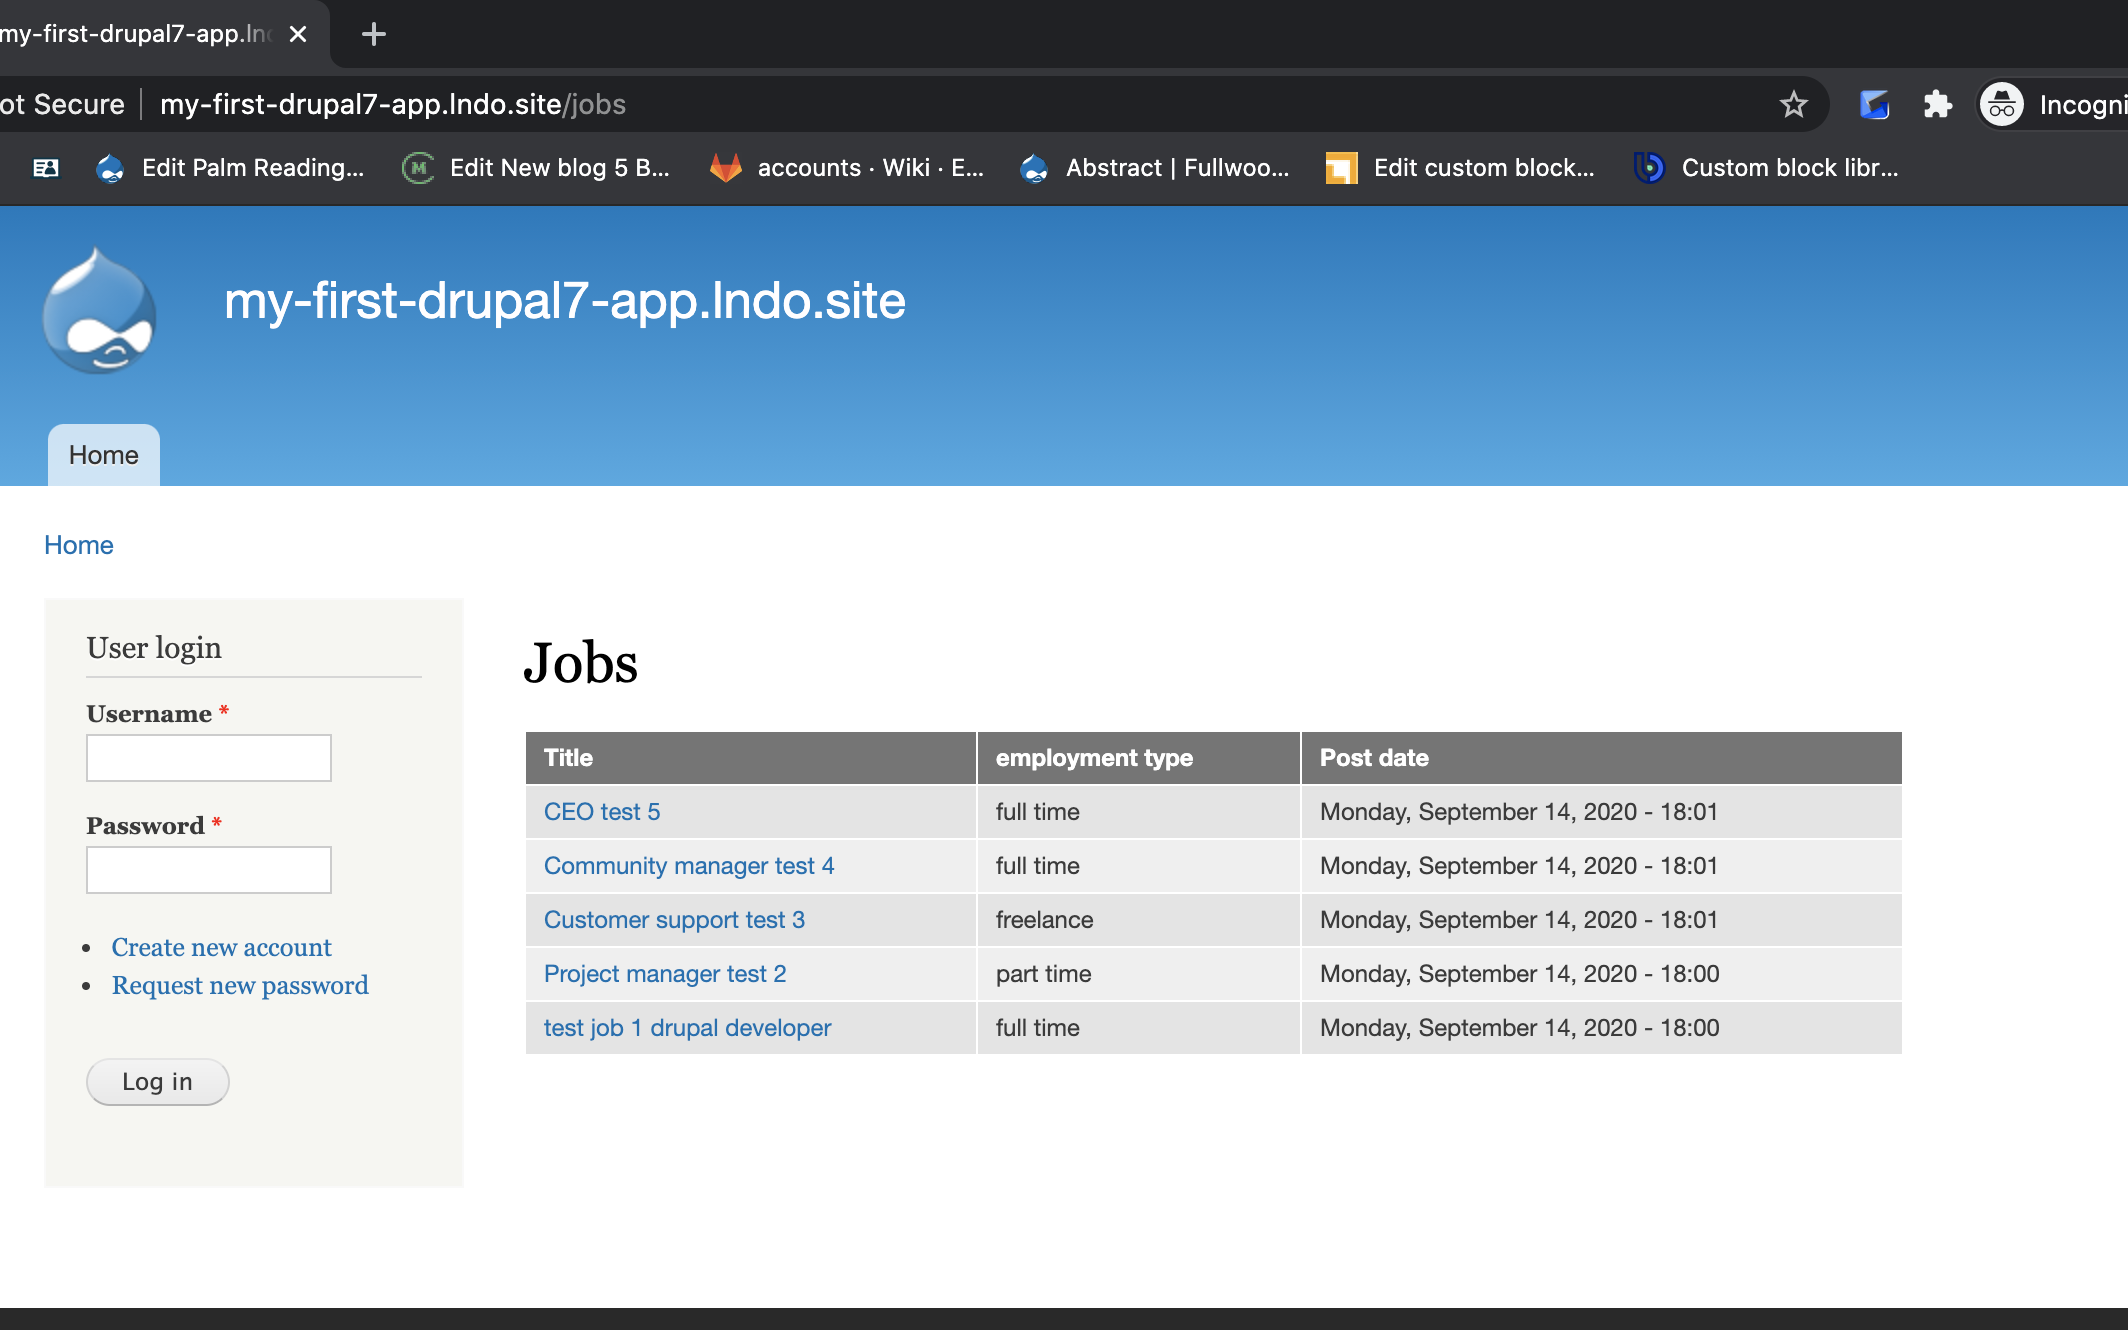 my-first-drupal7-app.lndo
ot Secure my-first-drupal7-app.lndo.site/jobs Incogni
Edit Palm Reading... Edit New blog 5 B... accounts · Wiki · E... Abstract | Fullwoo... Edit custom block... Custom block libr...
my-first-drupal7-app.lndo.site
Home
Home
User login
Username *
Password *
Create new account
Request new password
Log in
Jobs
Title employment type Post date
CEO test 5 full time Monday, September 14, 2020 - 18:01
Community manager test 4 full time Monday, September 14, 2020 - 18:01
Customer support test 3 freelance Monday, September 14, 2020 - 18:01
Project manager test 2 part time Monday, September 14, 2020 - 18:00
test job 1 drupal developer full time Monday, September 14, 2020 - 18:00